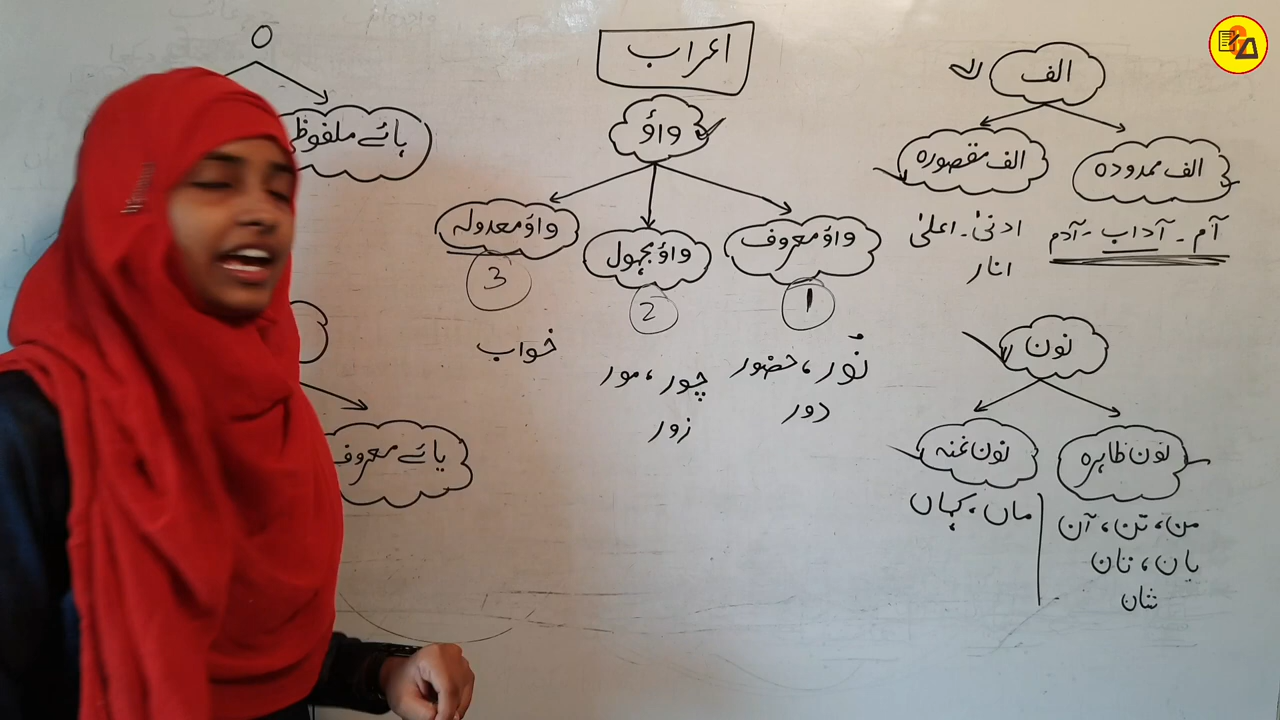 اعراب
الف
الف ممدودہ
الف مقصورہ
آم - آداب - آدم
ادنیٰ - اعلیٰ
انار
واؤ
واؤ معروف
واؤ مجہول
واؤ معدولہ
1
2
3
نُور ، حضور
دور
چور ، مور
زور
خواب
نون
نون ظاہرہ
نون غنہ
من ، تن ، آن
یان ، نان
شان
ماں ، کہاں
ہائے ملفوظ
یائے معروف